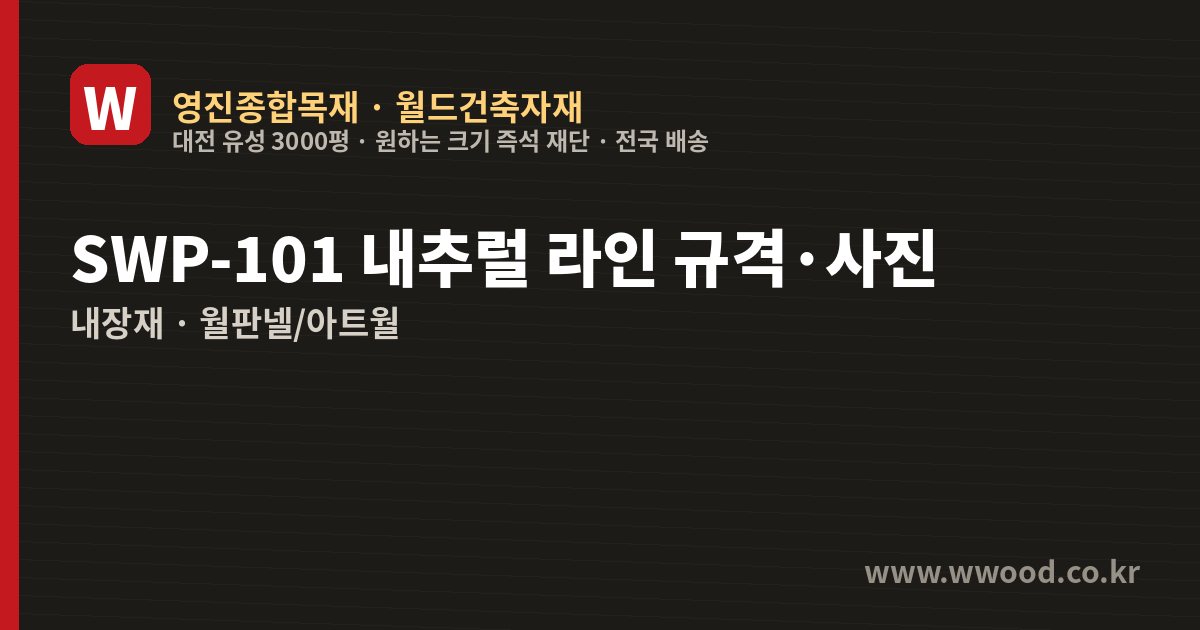 W
영진종합목재 · 월드건축자재
대전 유성 3000평 · 원하는 크기 즉석 재단 · 전국 배송
SWP-101 내추럴 라인 규격·사진
내장재 · 월판넬/아트월
www.wwood.co.kr